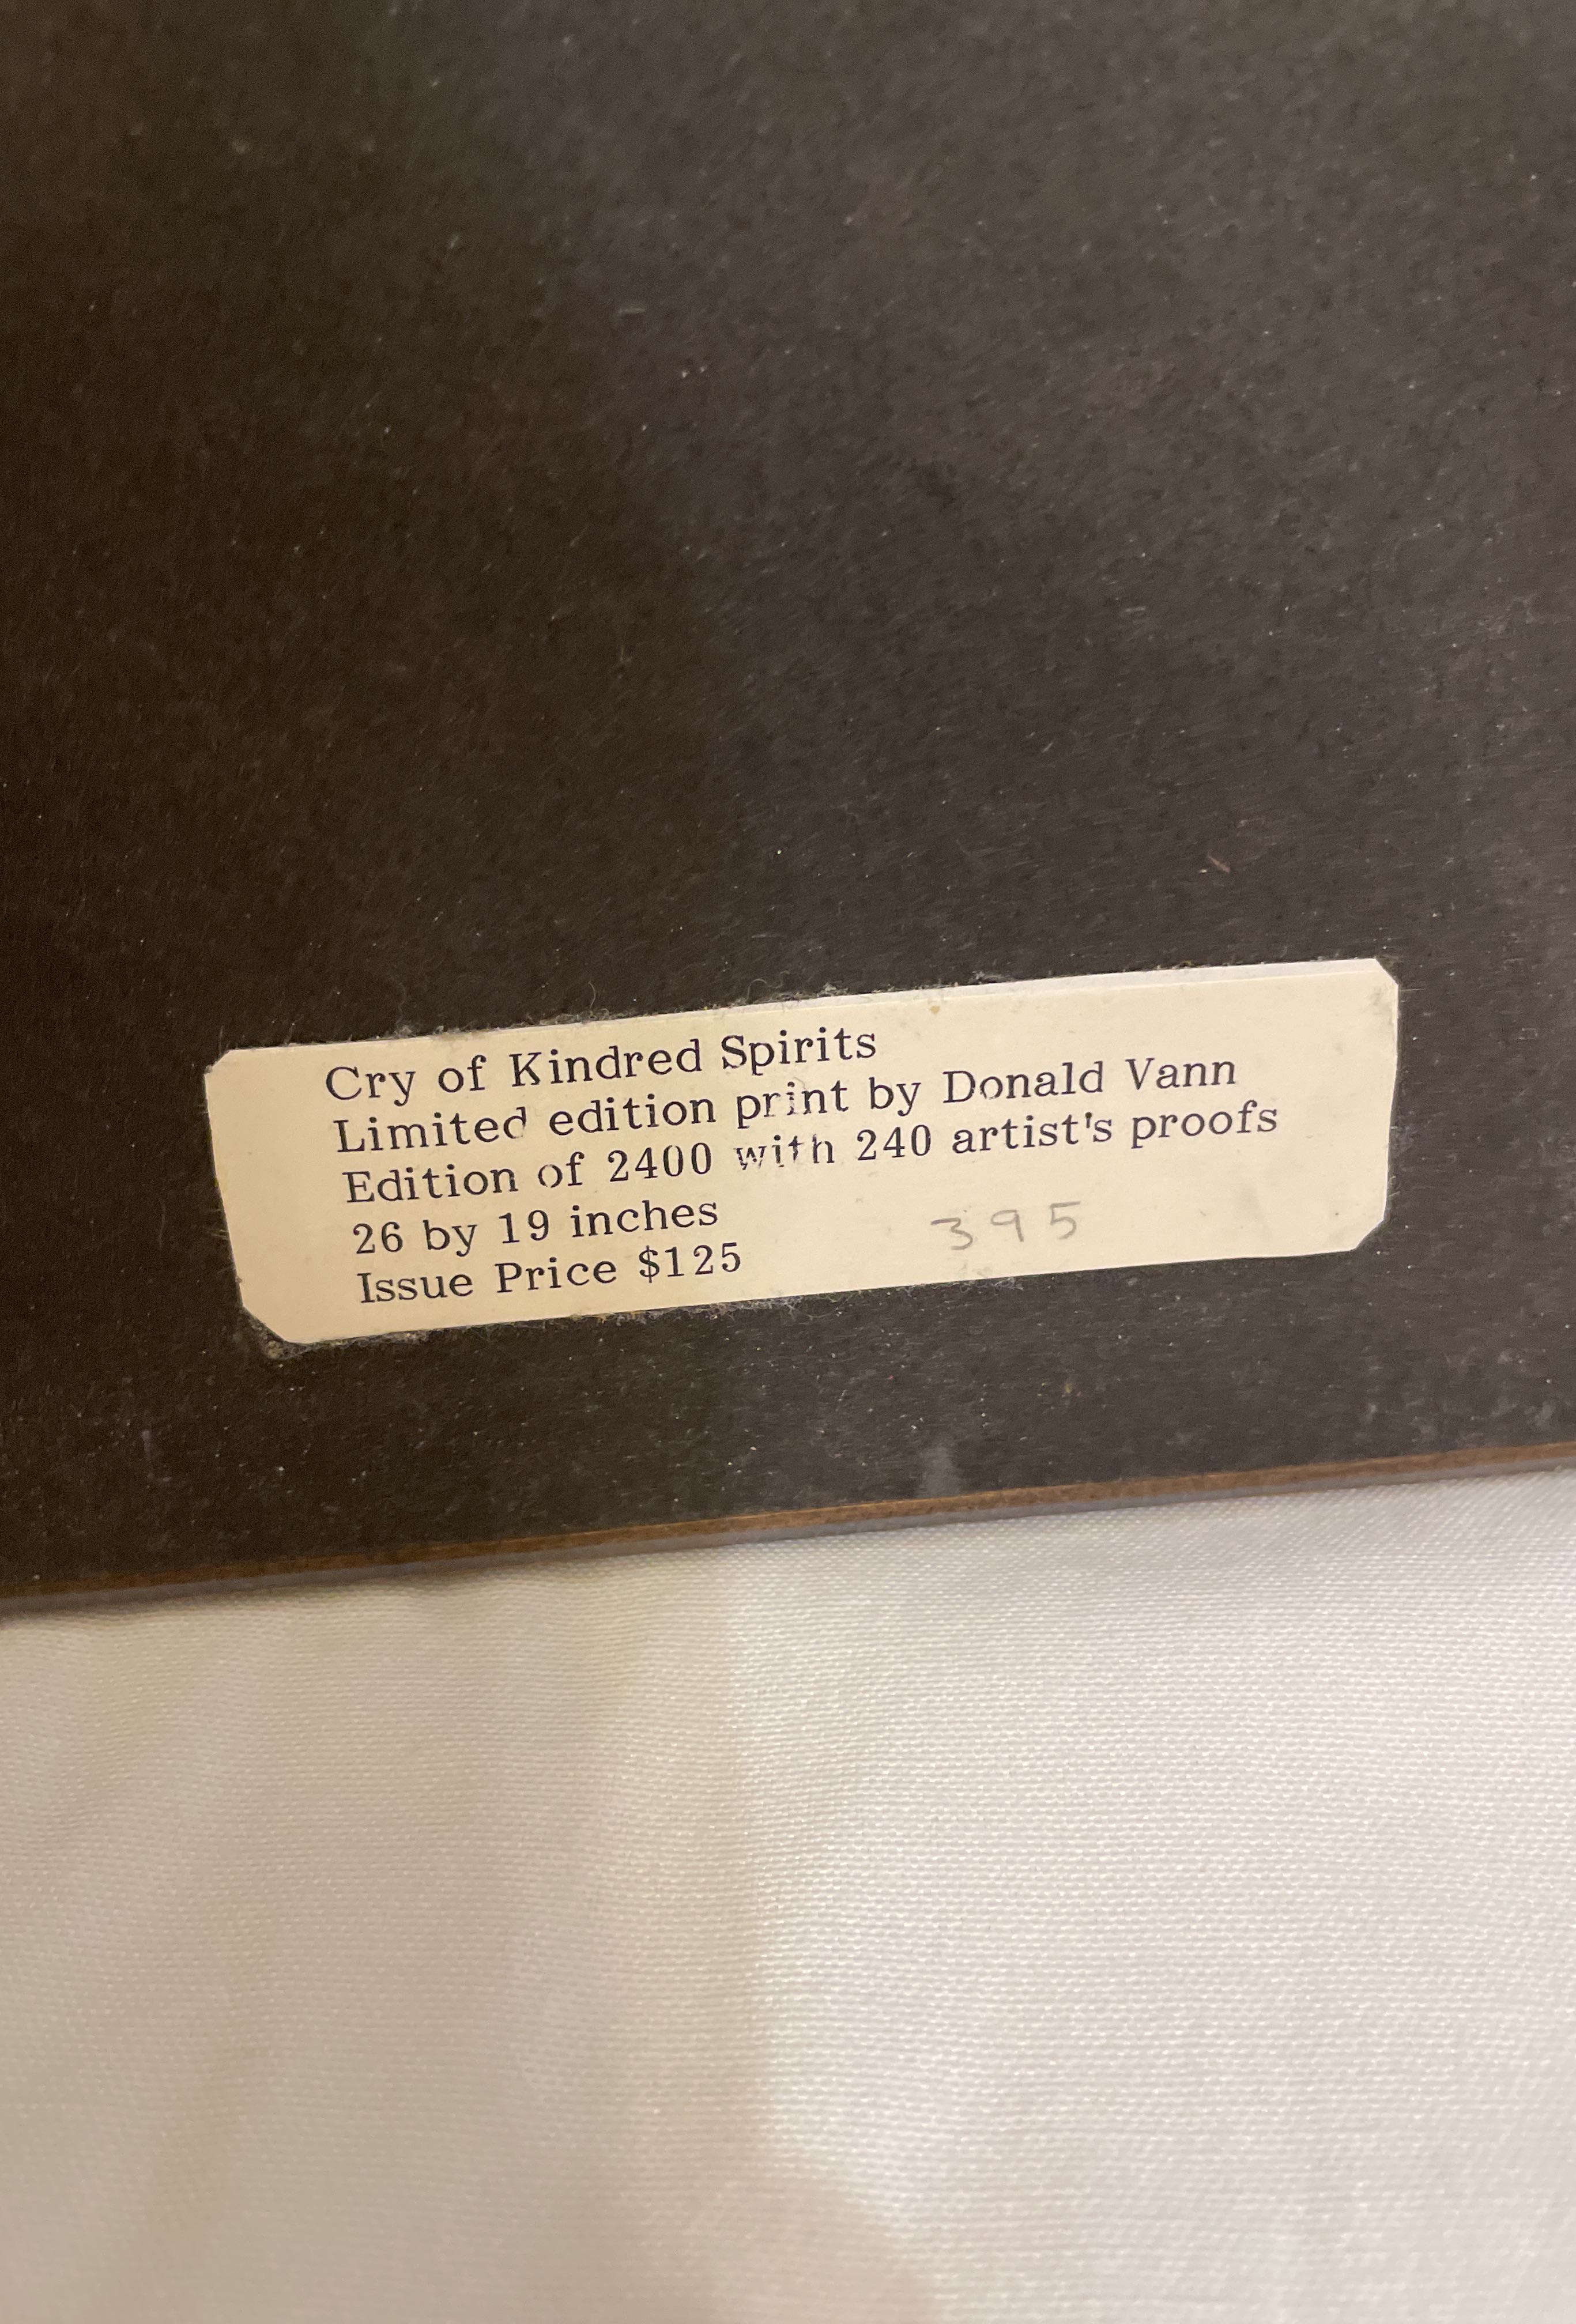 Cry of Kindred Spirits
Limited edition print by Donald Vann
Edition of 2400 with 240 artist's proofs
26 by 19 inches
395
Issue Price $125